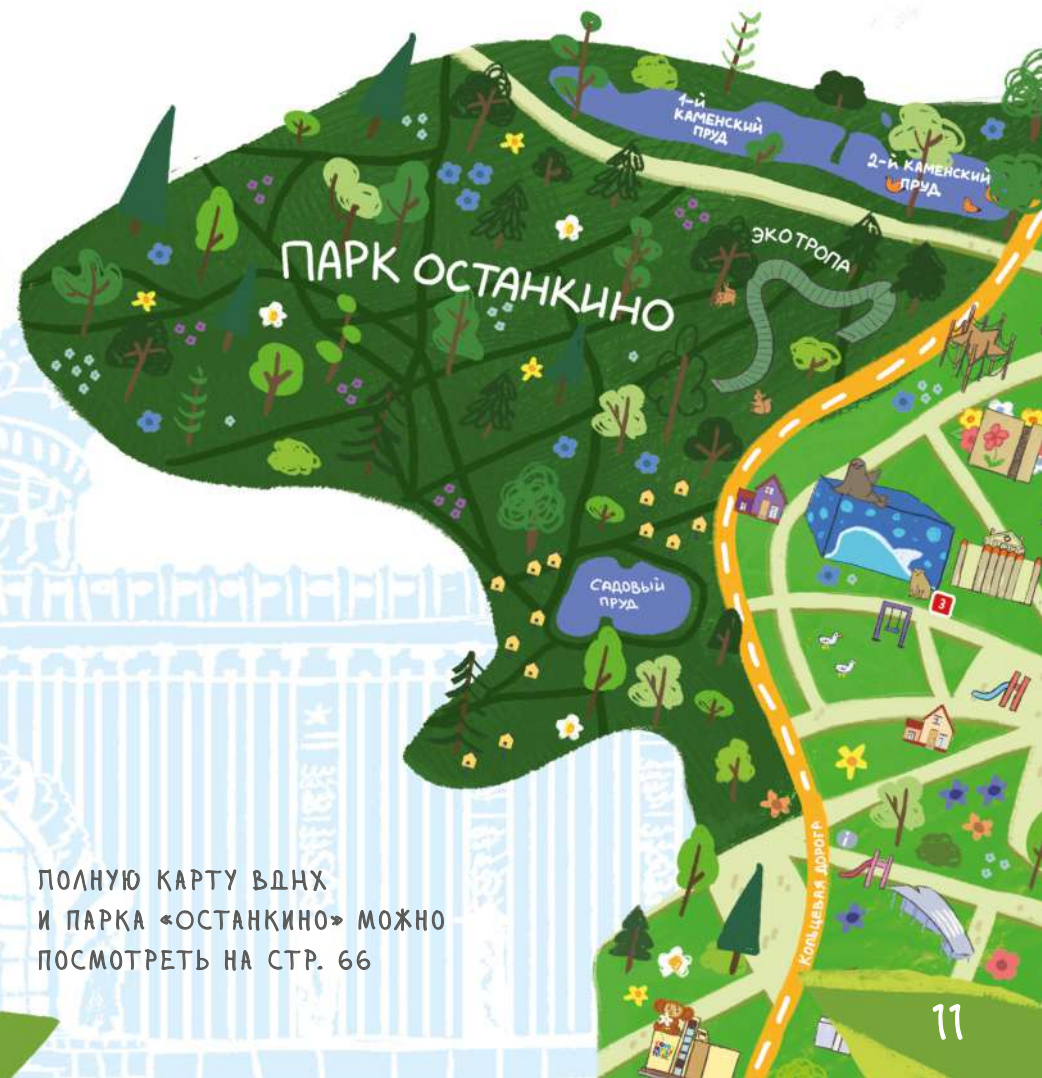 1-й
КАМЕНСКИЙ
ПРУД
2-й КАМЕНСКИЙ
ПРУД
ЭКОТРОПА
ПАРК ОСТАНКИНО
САДОВЫЙ
ПРУД
3
i
КОЛЬЦЕВАЯ ДОРОГА
ПОЛНУЮ КАРТУ ВДНХ
И ПАРКА «ОСТАНКИНО» МОЖНО
ПОСМОТРЕТЬ НА СТР. 66
11